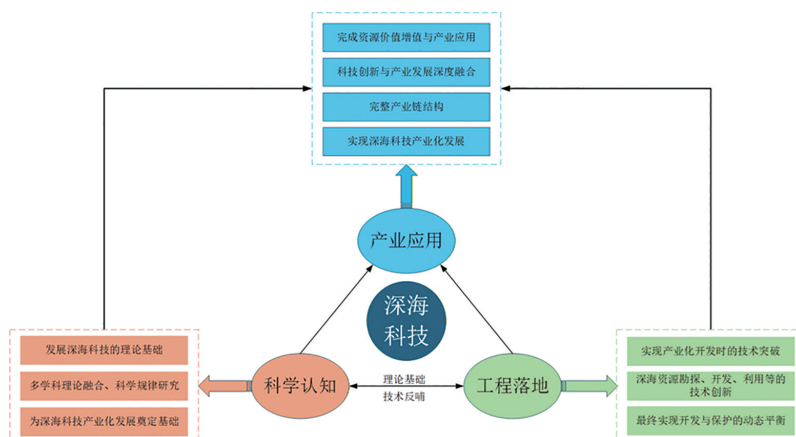 完成资源价值增值与产业应用
科技创新与产业发展深度融合
完整产业链结构
实现深海科技产业化发展
产业应用
深海
科技
发展深海科技的理论基础
多学科理论融合、科学规律研究
为深海科技产业化发展奠定基础
科学认知
理论基础
技术反哺
工程落地
实现产业化开发时的技术突破
深海资源勘探、开发、利用等的
技术创新
最终实现开发与保护的动态平衡